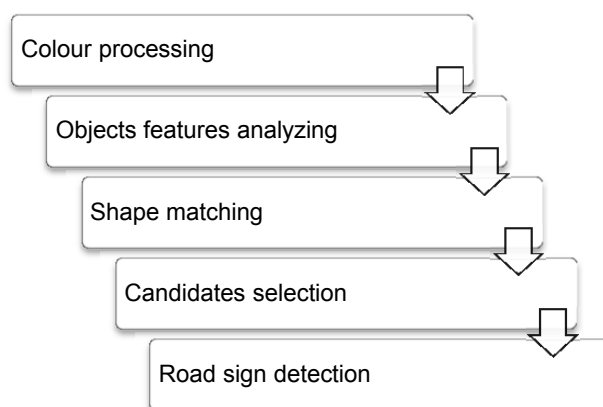 Colour processing
Objects features analyzing
Shape matching
Candidates selection
Road sign detection